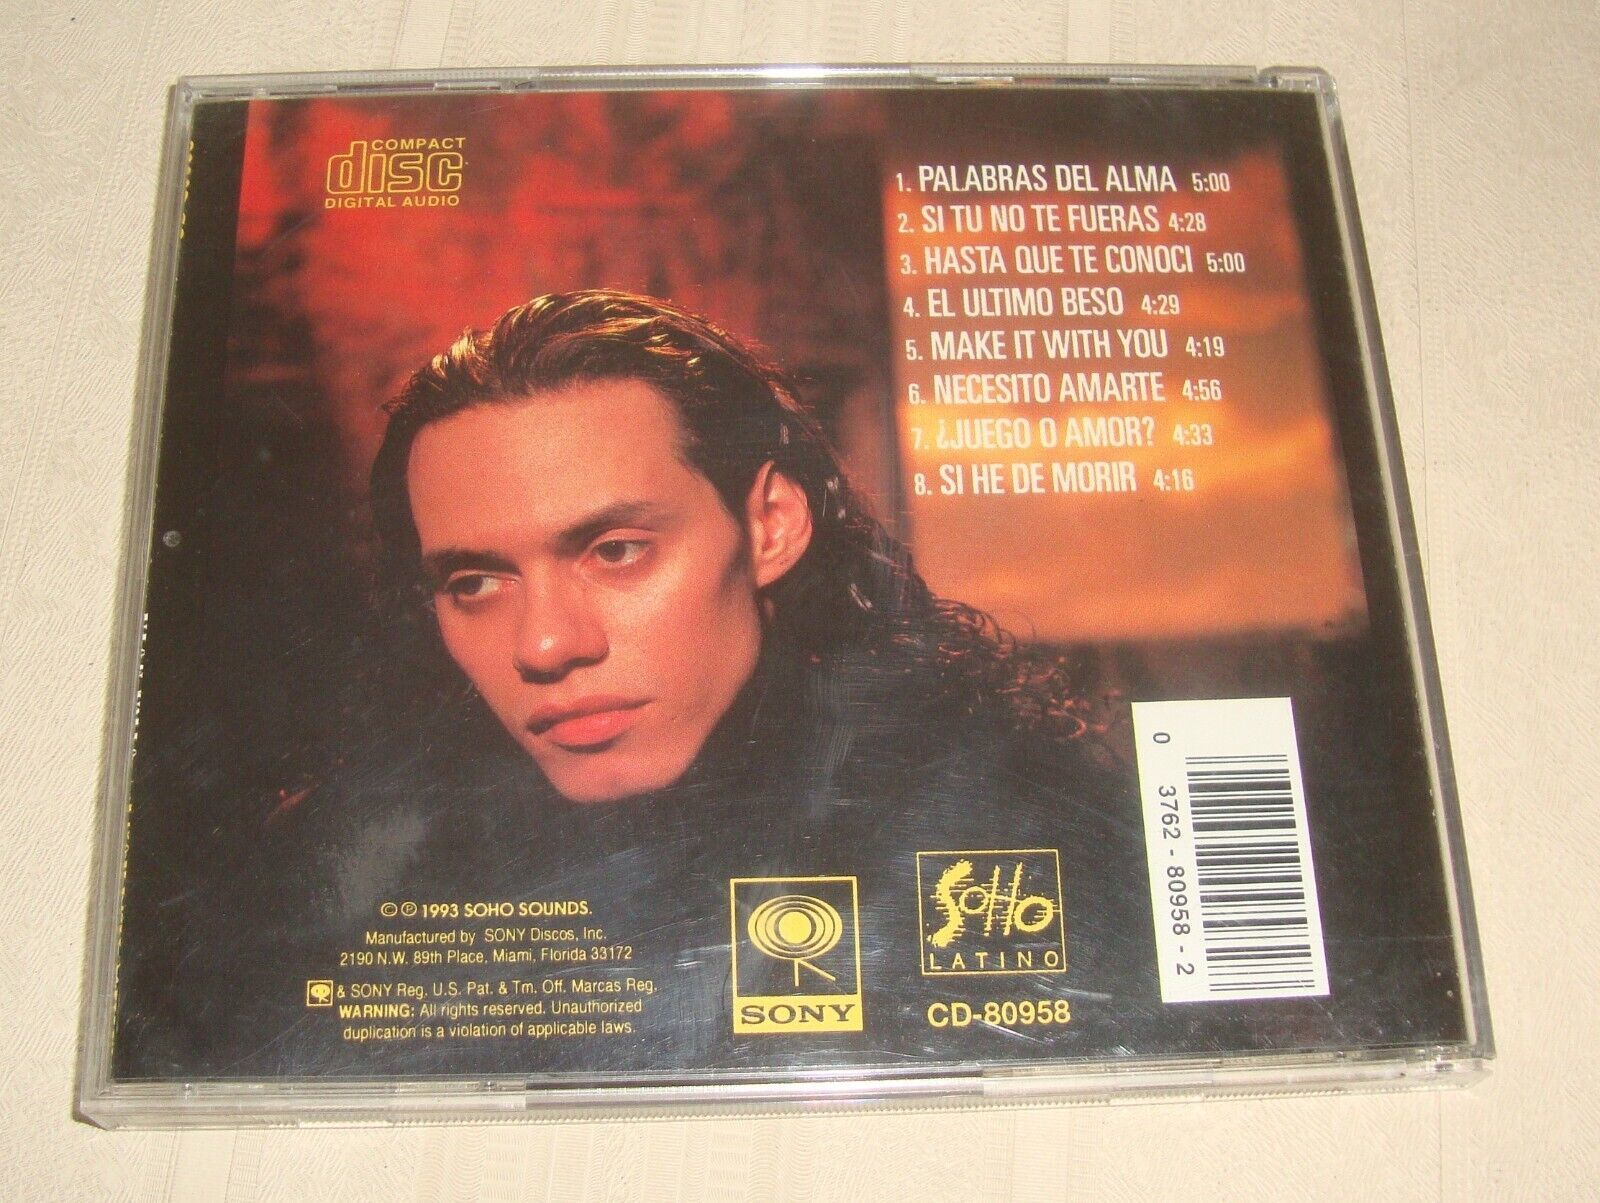 COMPACT
disc
DIGITAL AUDIO
1. PALABRAS DEL ALMA 5:00
2. SI TU NO TE FUERAS 4:28
3. HASTA QUE TE CONOCI 5:00
4. EL ULTIMO BESO 4:29
5. MAKE IT WITH YOU 4:19
6. NECESITO AMARTE 4:56
7. ¿JUEGO O AMOR? 4:33
8. SI HE DE MORIR 4:16
© ℗ 1993 SOHO SOUNDS.
Manufactured by SONY Discos, Inc.
2190 N.W. 89th Place, Miami, Florida 33172
& SONY Reg. U.S. Pat. & Tm. Off. Marcas Reg.
WARNING: All rights reserved. Unauthorized
duplication is a violation of applicable laws.
SONY
SoHo
LATINO
CD-80958
0 3762 - 80958 - 2